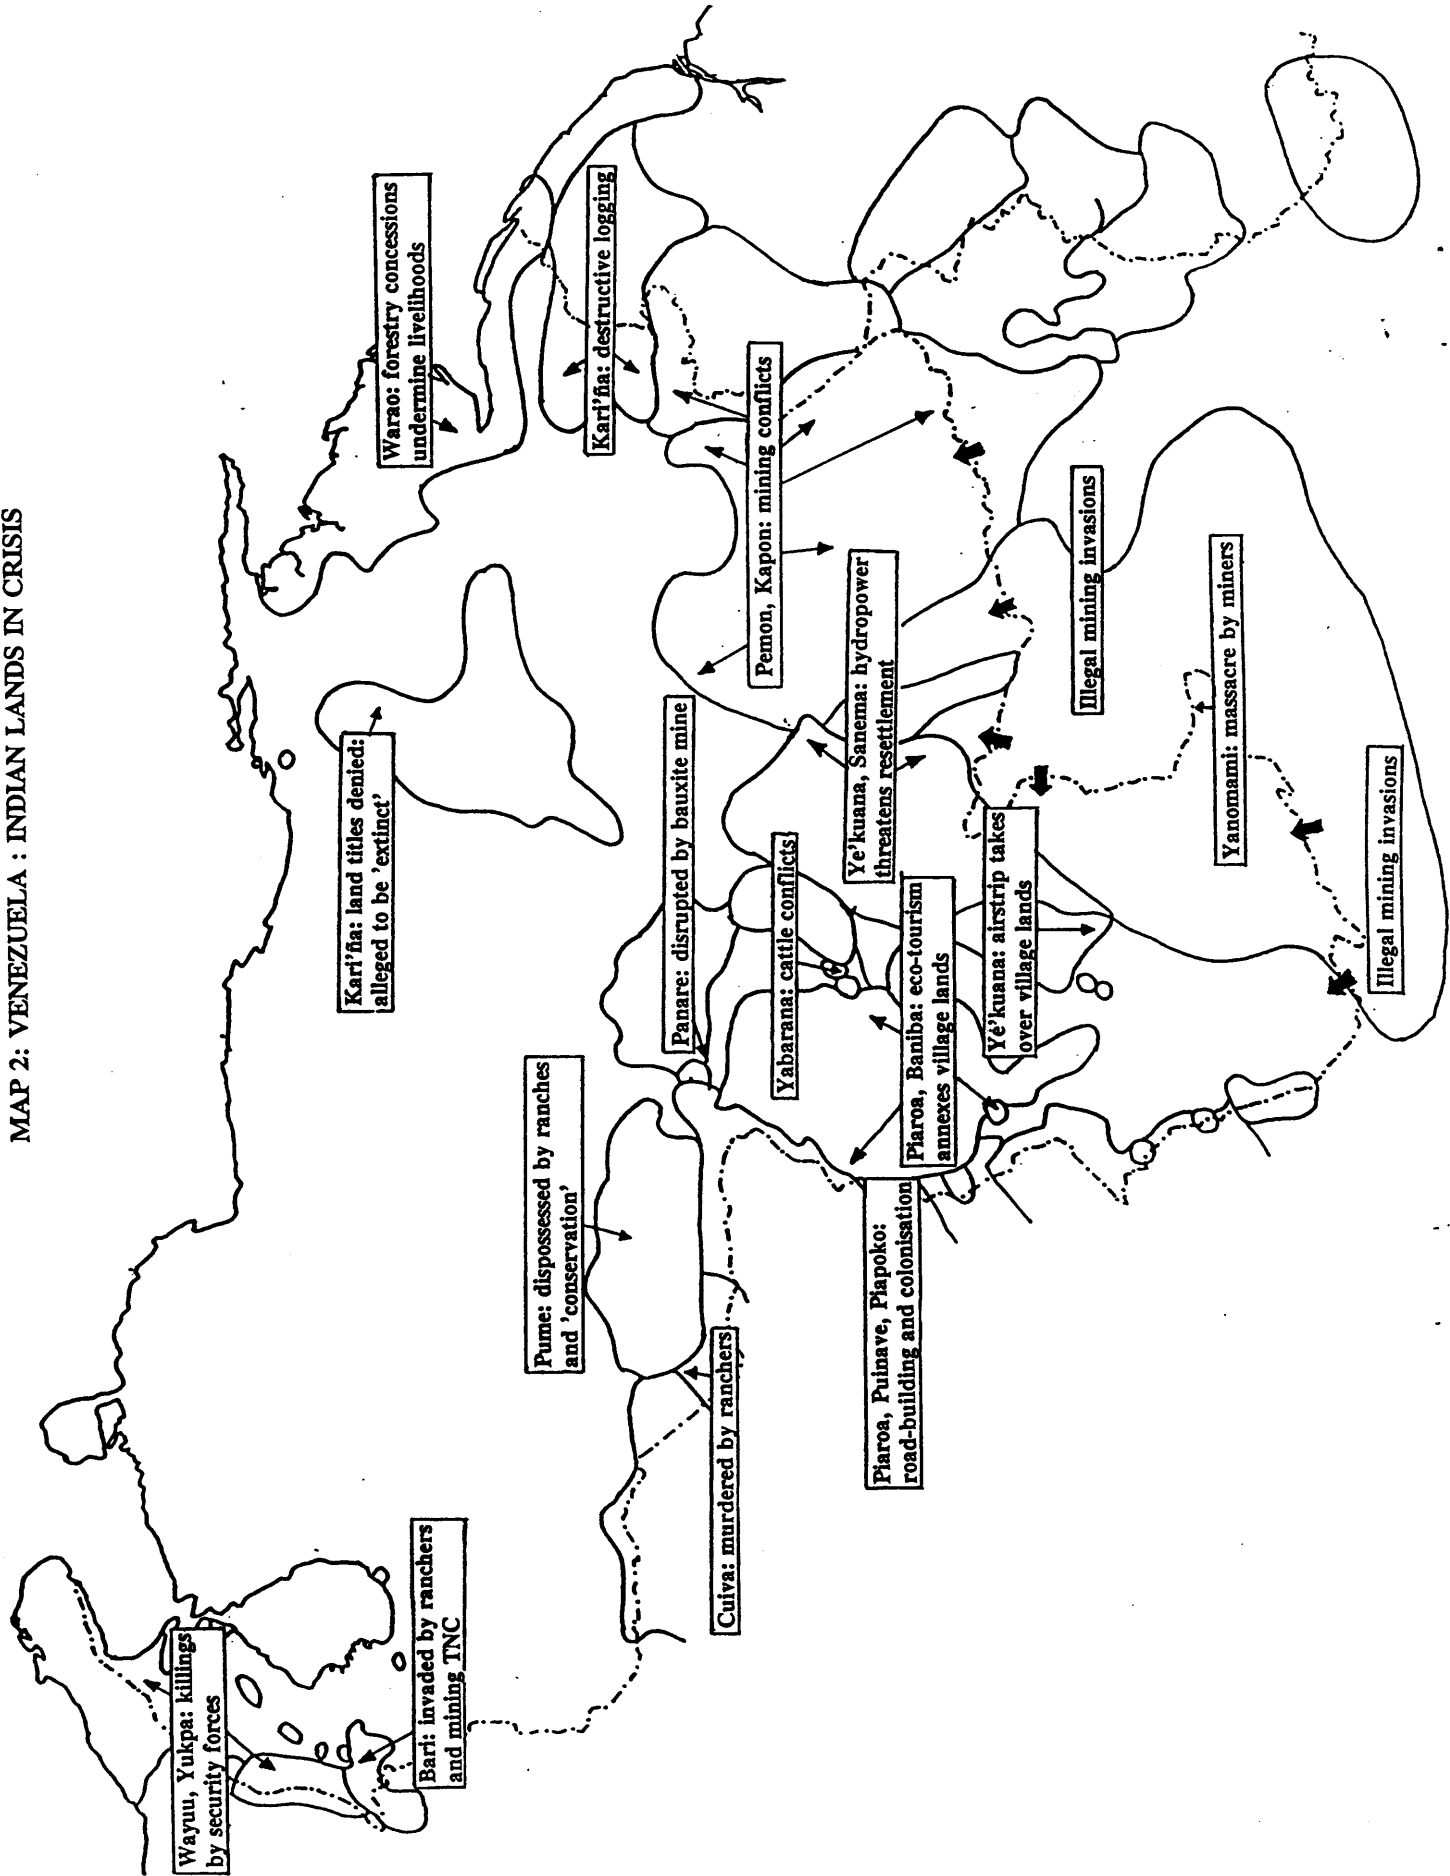 MAP 2: VENEZUELA : INDIAN LANDS IN CRISIS
Wayuu, Yukpa: killings
by security forces
Bari: invaded by ranchers
and mining TNC
Kari'ña: land titles denied:
alleged to be 'extinct'
Warao: forestry concessions
undermine livelihoods
Kari'ña: destructive logging
Pume: dispossessed by ranches
and 'conservation'
Cuiva: murdered by ranchers
Panare: disrupted by bauxite mine
Pemon, Kapon: mining conflicts
Yabarana: cattle conflicts
Ye'kuana, Sanema: hydropower
threatens resettlement
Piaroa, Puinave, Piapoko:
road-building and colonisation
Piaroa, Baniba: eco-tourism
annexes village lands
Ye'kuana: airstrip takes
over village lands
Illegal mining invasions
Yanomami: massacre by miners
Illegal mining invasions